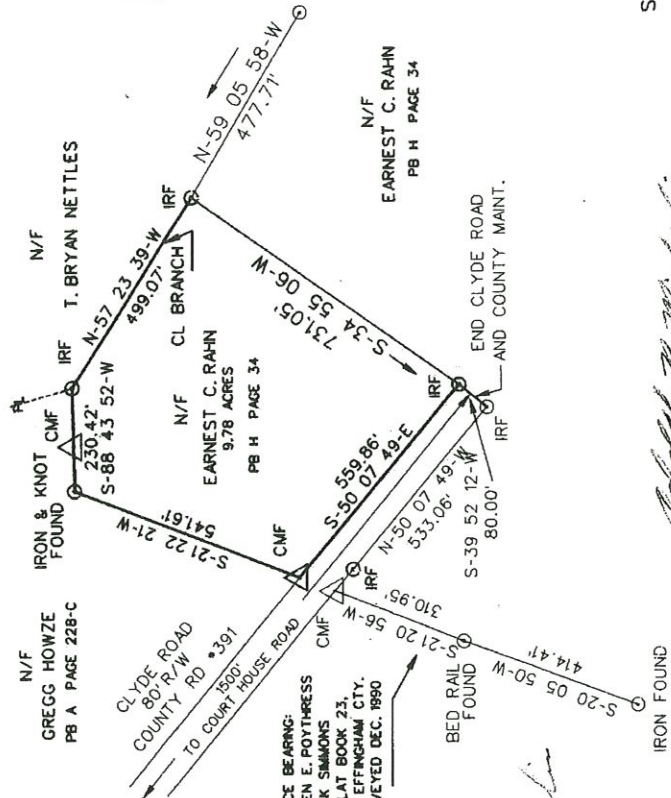 N/F
GREGG HOWZE
PB A PAGE 228-C
IRON & KNOT
FOUND
CMF
IRF
N/F
T. BRYAN NETTLES
230.42'
S-88 43 52-W
N-57 23 39-W
499.07'
CL BRANCH
IRF
N-59 05 58-W
477.71'
S-21 22 21-W
541.61'
N/F
EARNEST C. RAHN
9.78 ACRES
PB H PAGE 34
N/F
EARNEST C. RAHN
PB H PAGE 34
731.05'
S-34 55 06-W
CLYDE ROAD
80' R/W
COUNTY RD #391
1500'
TO COURT HOUSE ROAD
CMF
559.86'
S-50 07 49-E
IRF
END CLYDE ROAD
AND COUNTY MAINT.
IRF
N-50 07 49-W
533.06'
S-39 52 12-W
80.00'
IRF
CMF
310.95'
S-21 20 56-W
CE BEARING:
EN E. POYTHRESS
K SIMMONS
LAT BOOK 23,
EFFINGHAM CTY.
VEYED DEC. 1990
BED RAIL
FOUND
414.41'
S-20 05 50-W
IRON FOUND
S